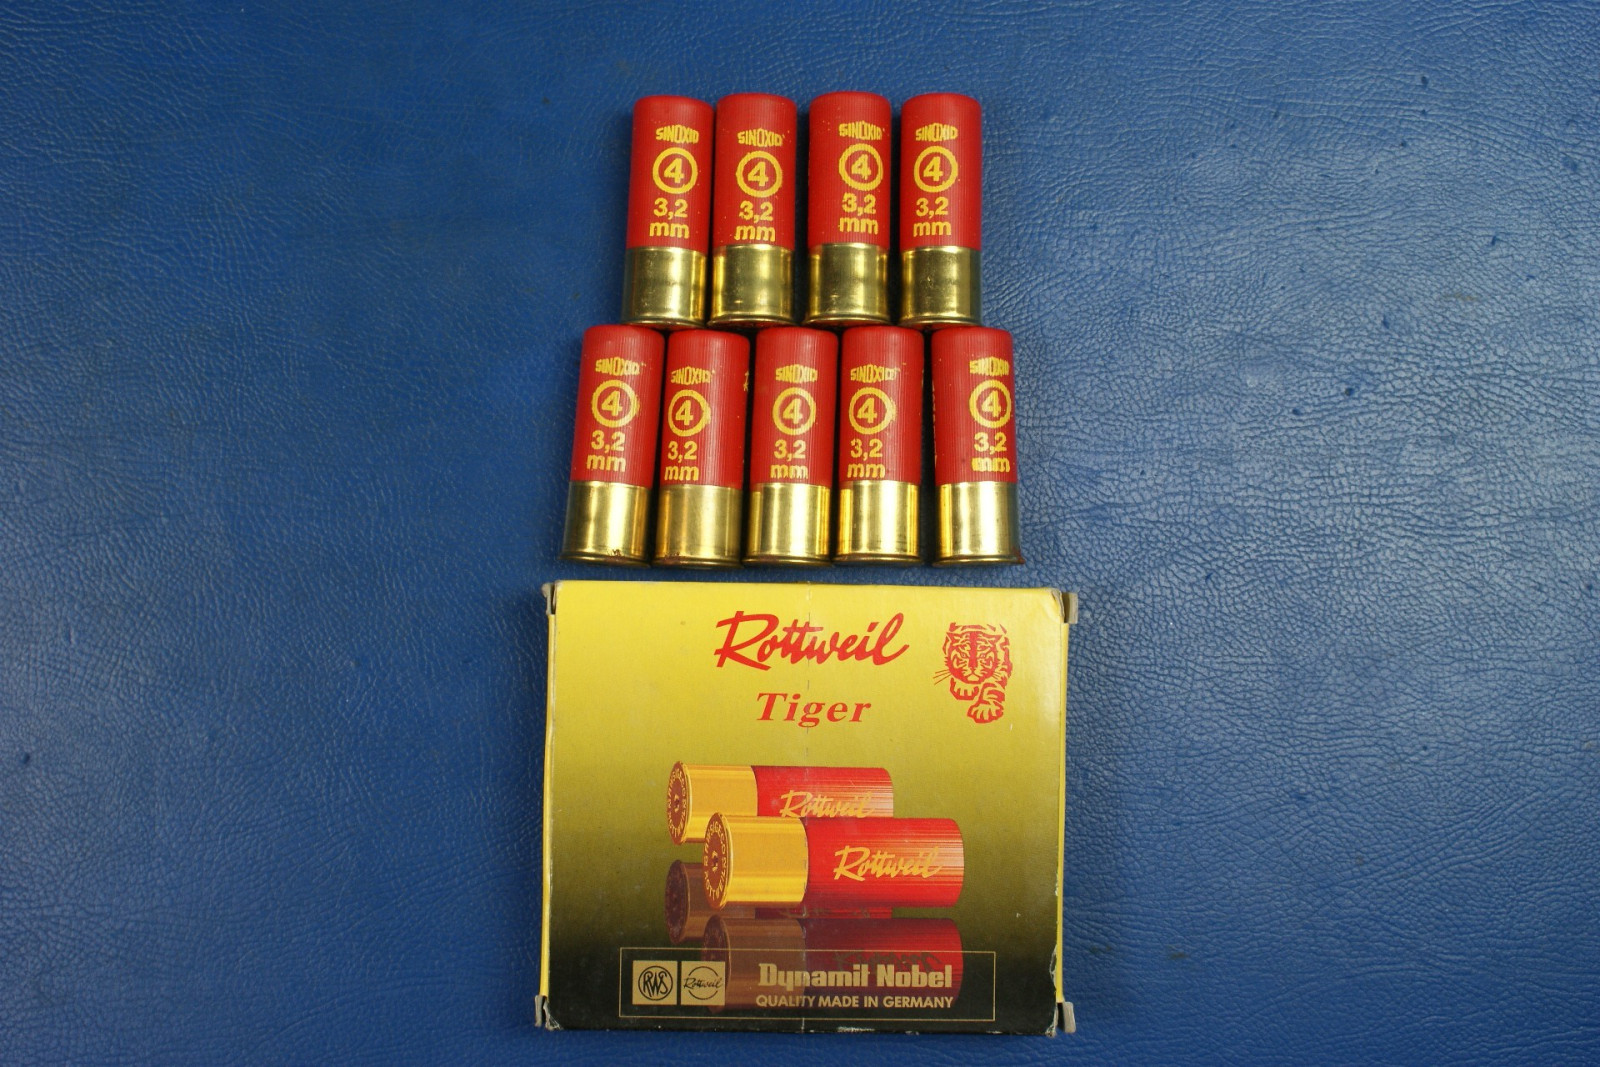 SINOXID
4
3,2
mm
SINOXID
4
3,2
mm
SINOXID
4
3,2
mm
SINOXID
4
3,2
mm
SINOXID
4
3,2
mm
SINOXID
4
3,2
mm
SINOXID
4
3,2
mm
SINOXID
4
3,2
mm
SINOXID
4
3,2
mm
Rottweil
Tiger
Rottweil
Rottweil
RWS
Rottweil
Dynamit Nobel
QUALITY MADE IN GERMANY